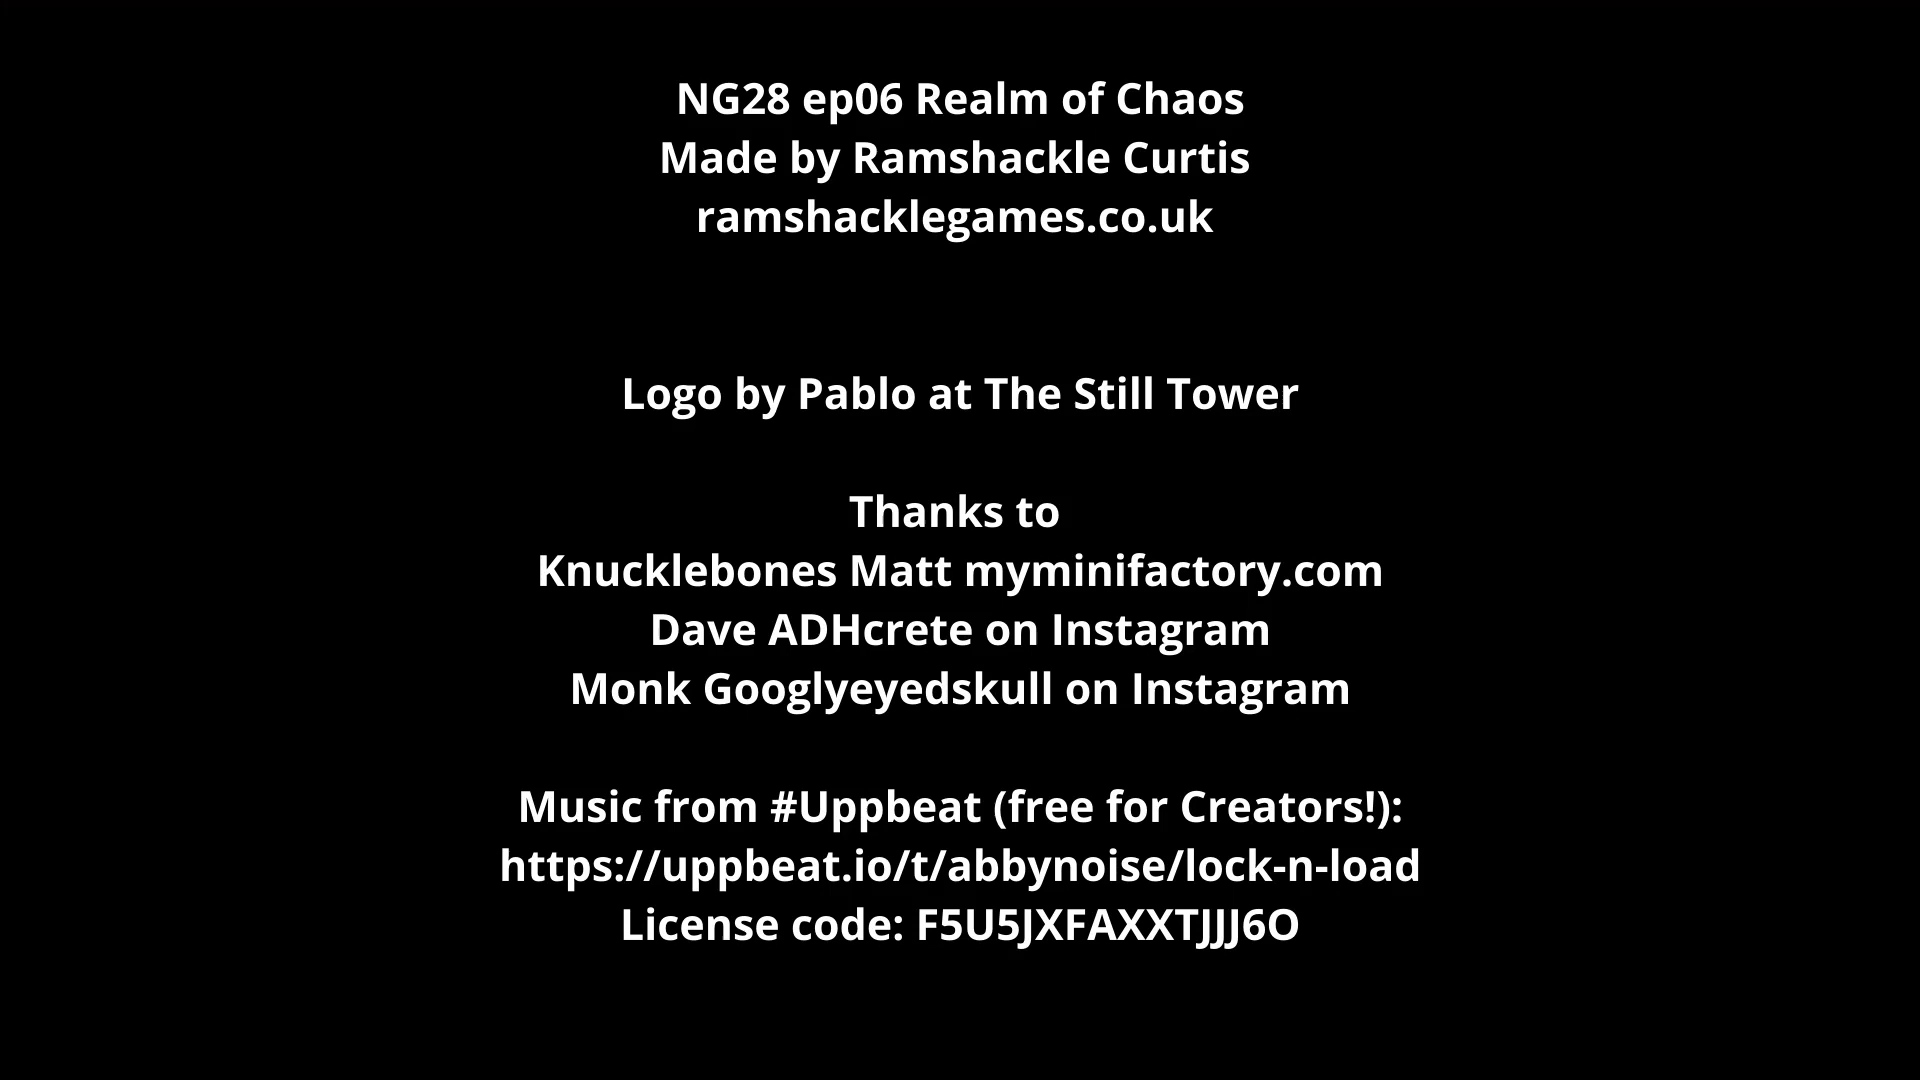 NG28 ep06 Realm of Chaos
Made by Ramshackle Curtis
ramshacklegames.co.uk
Logo by Pablo at The Still Tower
Thanks to
Knucklebones Matt myminifactory.com
Dave ADHcrete on Instagram
Monk Googlyeyedskull on Instagram
Music from #Uppbeat (free for Creators!):
https://uppbeat.io/t/abbynoise/lock-n-load
License code: F5U5JXFAXXTJJJ6O